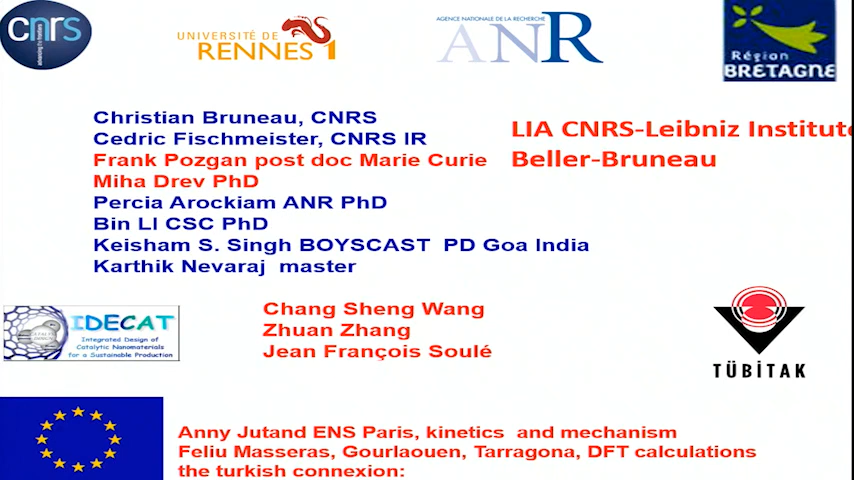 cnrs
UNIVERSITÉ DE
RENNES 1
AGENCE NATIONALE DE LA RECHERCHE
ANR
Région
BRETAGNE
Christian Bruneau, CNRS
Cedric Fischmeister, CNRS IR
Frank Pozgan post doc Marie Curie
Miha Drev PhD
Percia Arockiam ANR PhD
Bin LI CSC PhD
Keisham S. Singh BOYSCAST PD Goa India
Karthik Nevaraj master
LIA CNRS-Leibniz Institute
Beller-Bruneau
IDECAT
Integrated Design of
Catalytic Nanomaterials
for a Sustainable Production
Chang Sheng Wang
Zhuan Zhang
Jean François Soulé
TÜBİTAK
Anny Jutand ENS Paris, kinetics and mechanism
Feliu Masseras, Gourlaouen, Tarragona, DFT calculations
the turkish connexion: